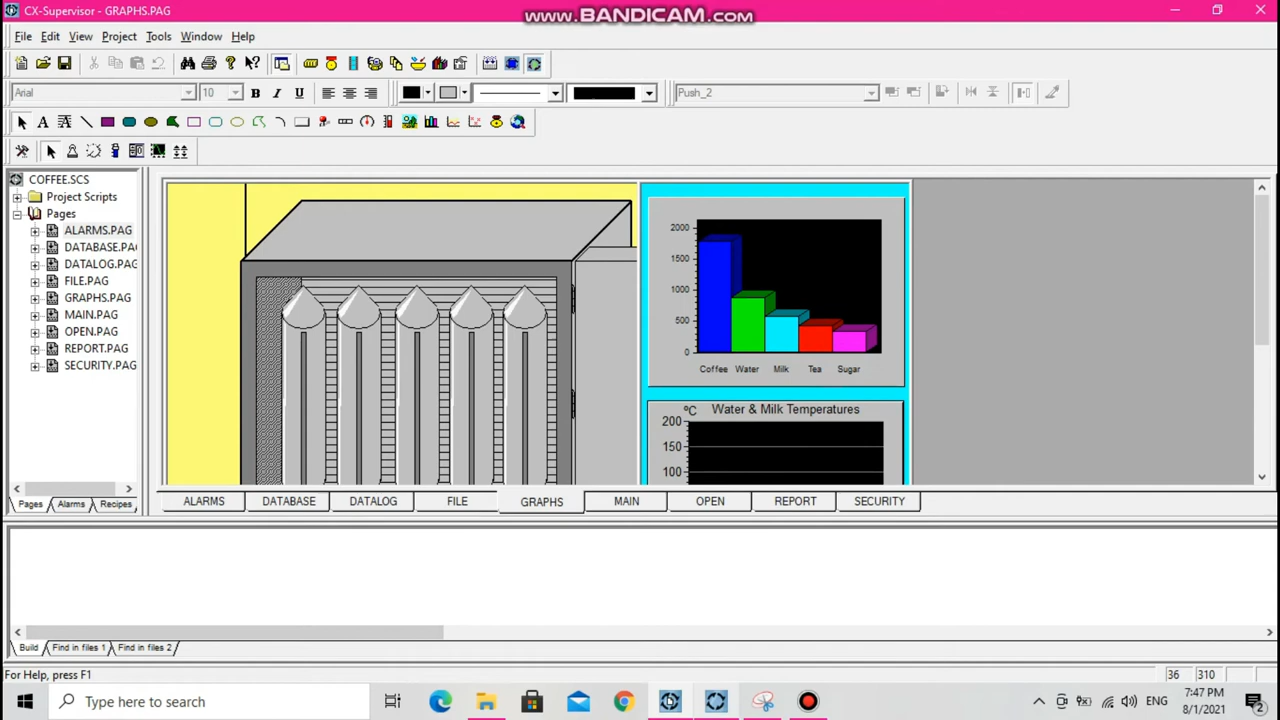 CX-Supervisor - GRAPHS.PAG
www.BANDICAM.com
File Edit View Project Tools Window Help
Arial 10 B I U Push_2
COFFEE.SCS
Project Scripts
Pages
ALARMS.PAG
DATABASE.PA
DATALOG.PAG
FILE.PAG
GRAPHS.PAG
MAIN.PAG
OPEN.PAG
REPORT.PAG
SECURITY.PAG
2000
1500
1000
500
0
Coffee Water Milk Tea Sugar
ºC Water & Milk Temperatures
200
150
100
Pages Alarms Recipes
ALARMS DATABASE DATALOG FILE GRAPHS MAIN OPEN REPORT SECURITY
Build Find in files 1 Find in files 2
For Help, press F1
36 310
Type here to search
ENG
7:47 PM
8/1/2021
2